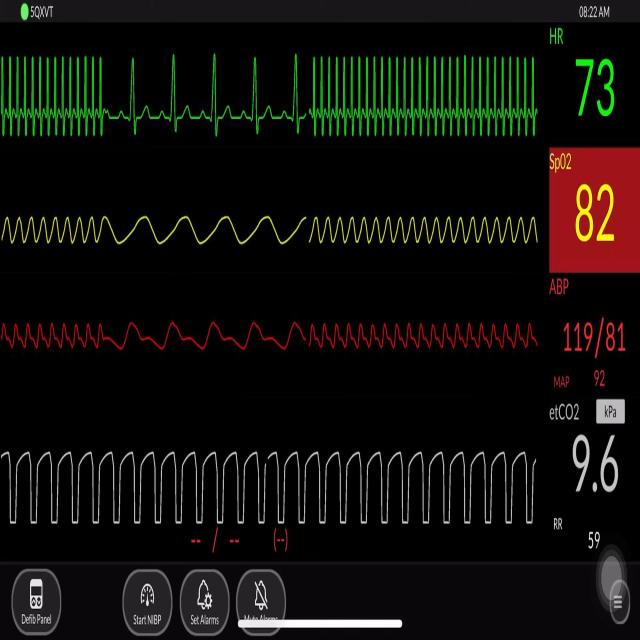 5QXVT
08:22 AM
HR
73
SpO2
82
ABP
119/81
MAP 92
etCO2 kPa
9.6
RR
59
-- / -- (--)
Defib Panel
Start NIBP
Set Alarms
Mute Alarms